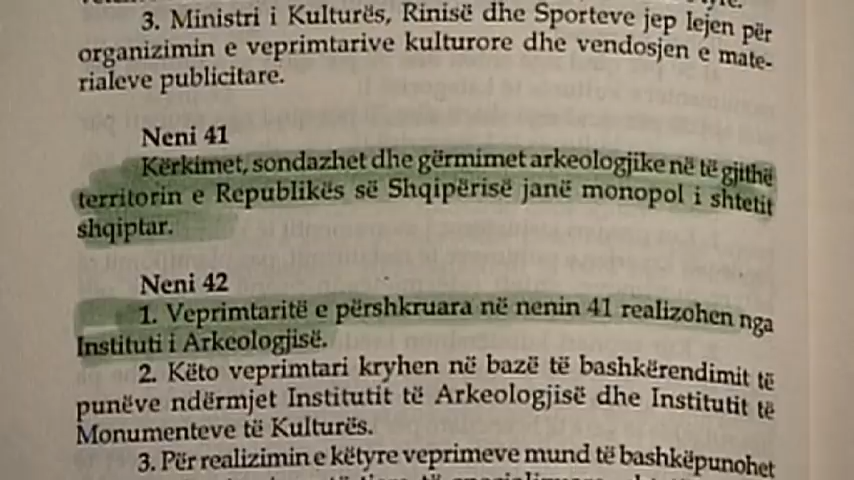 3. Ministri i Kulturës, Rinisë dhe Sporteve jep lejen për
organizimin e veprimtarive kulturore dhe vendosjen e mate-
rialeve publicitare.
Neni 41
Kërkimet, sondazhet dhe gërmimet arkeologjike në të gjithë
territorin e Republikës së Shqipërisë janë monopol i shtetit
shqiptar.
Neni 42
1. Veprimtaritë e përshkruara në nenin 41 realizohen nga
Instituti i Arkeologjisë.
2. Këto veprimtari kryhen në bazë të bashkërendimit të
punëve ndërmjet Institutit të Arkeologjisë dhe Institutit të
Monumenteve të Kulturës.
3. Për realizimin e këtyre veprimeve mund të bashkëpunohet